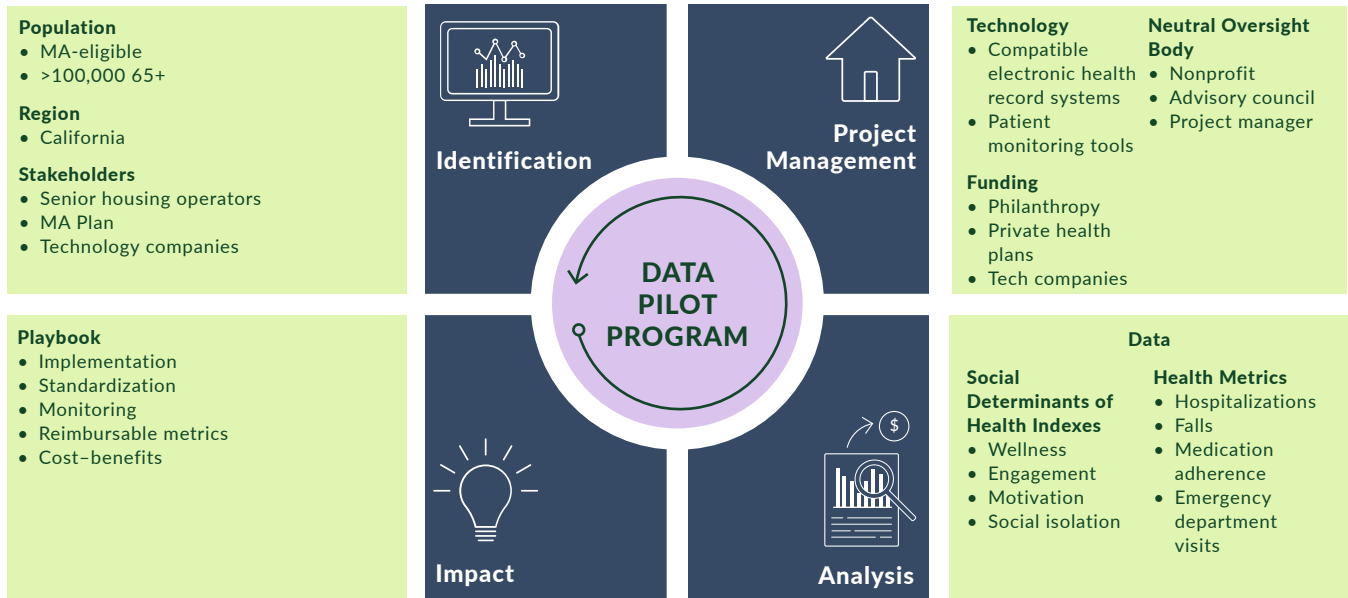 Population
• MA-eligible
• >100,000 65+
Region
• California
Stakeholders
• Senior housing operators
• MA Plan
• Technology companies
Identification
Project
Management
Technology
• Compatible
electronic health
record systems
• Patient
monitoring tools
Funding
• Philanthropy
• Private health
plans
• Tech companies
Neutral Oversight
Body
• Nonprofit
• Advisory council
• Project manager
DATA
PILOT
PROGRAM
Playbook
• Implementation
• Standardization
• Monitoring
• Reimbursable metrics
• Cost–benefits
Impact
$
Analysis
Data
Social
Determinants of
Health Indexes
• Wellness
• Engagement
• Motivation
• Social isolation
Health Metrics
• Hospitalizations
• Falls
• Medication
adherence
• Emergency
department
visits